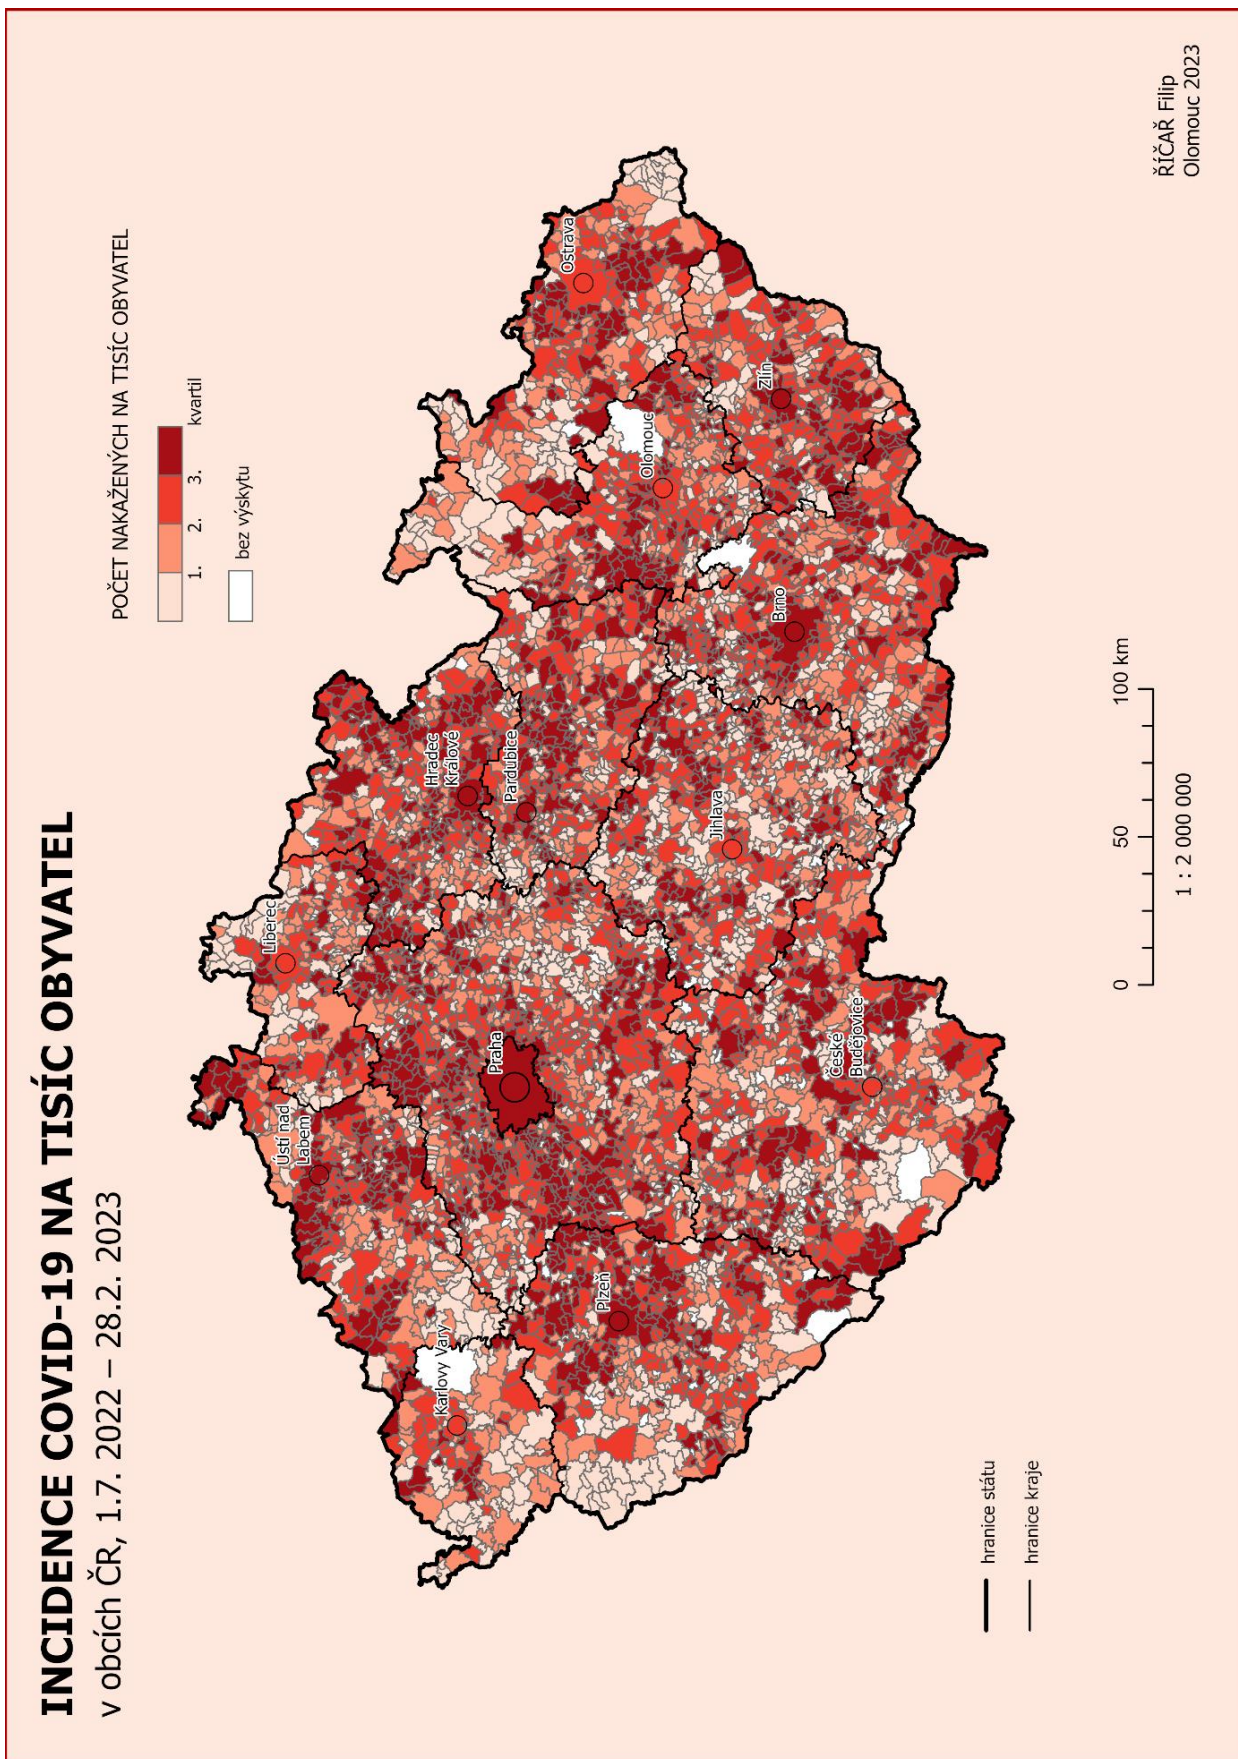 INCIDENCE COVID-19 NA TISÍC OBYVATEL
v obcích ČR, 1.7. 2022 – 28.2. 2023
POČET NAKAŽENÝCH NA TISÍC OBYVATEL
1. 2. 3. kvartil
bez výskytu
Liberec
Ústí nad
Labem
Karlovy Vary
Hradec
Králové
Praha
Pardubice
Ostrava
Plzeň
Olomouc
Jihlava
Zlín
Brno
České
Budějovice
hranice státu
hranice kraje
0 50 100 km
1 : 2 000 000
ŘÍČAŘ Filip
Olomouc 2023